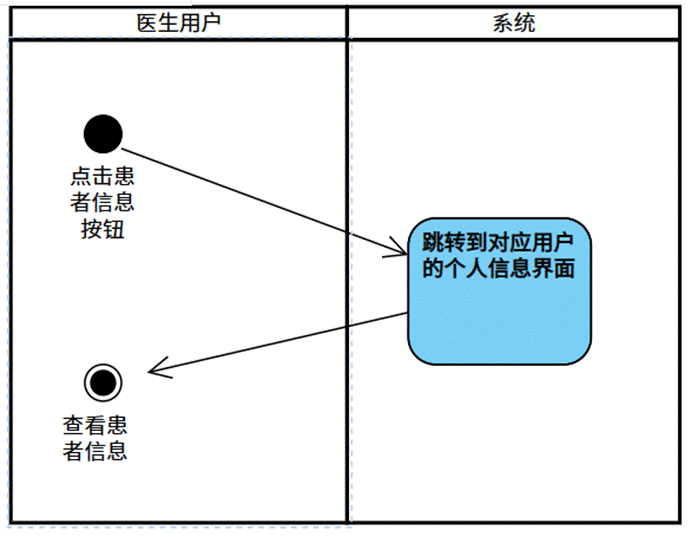 医生用户
系统
点击患
者信息
按钮
跳转到对应用户
的个人信息界面
查看患
者信息